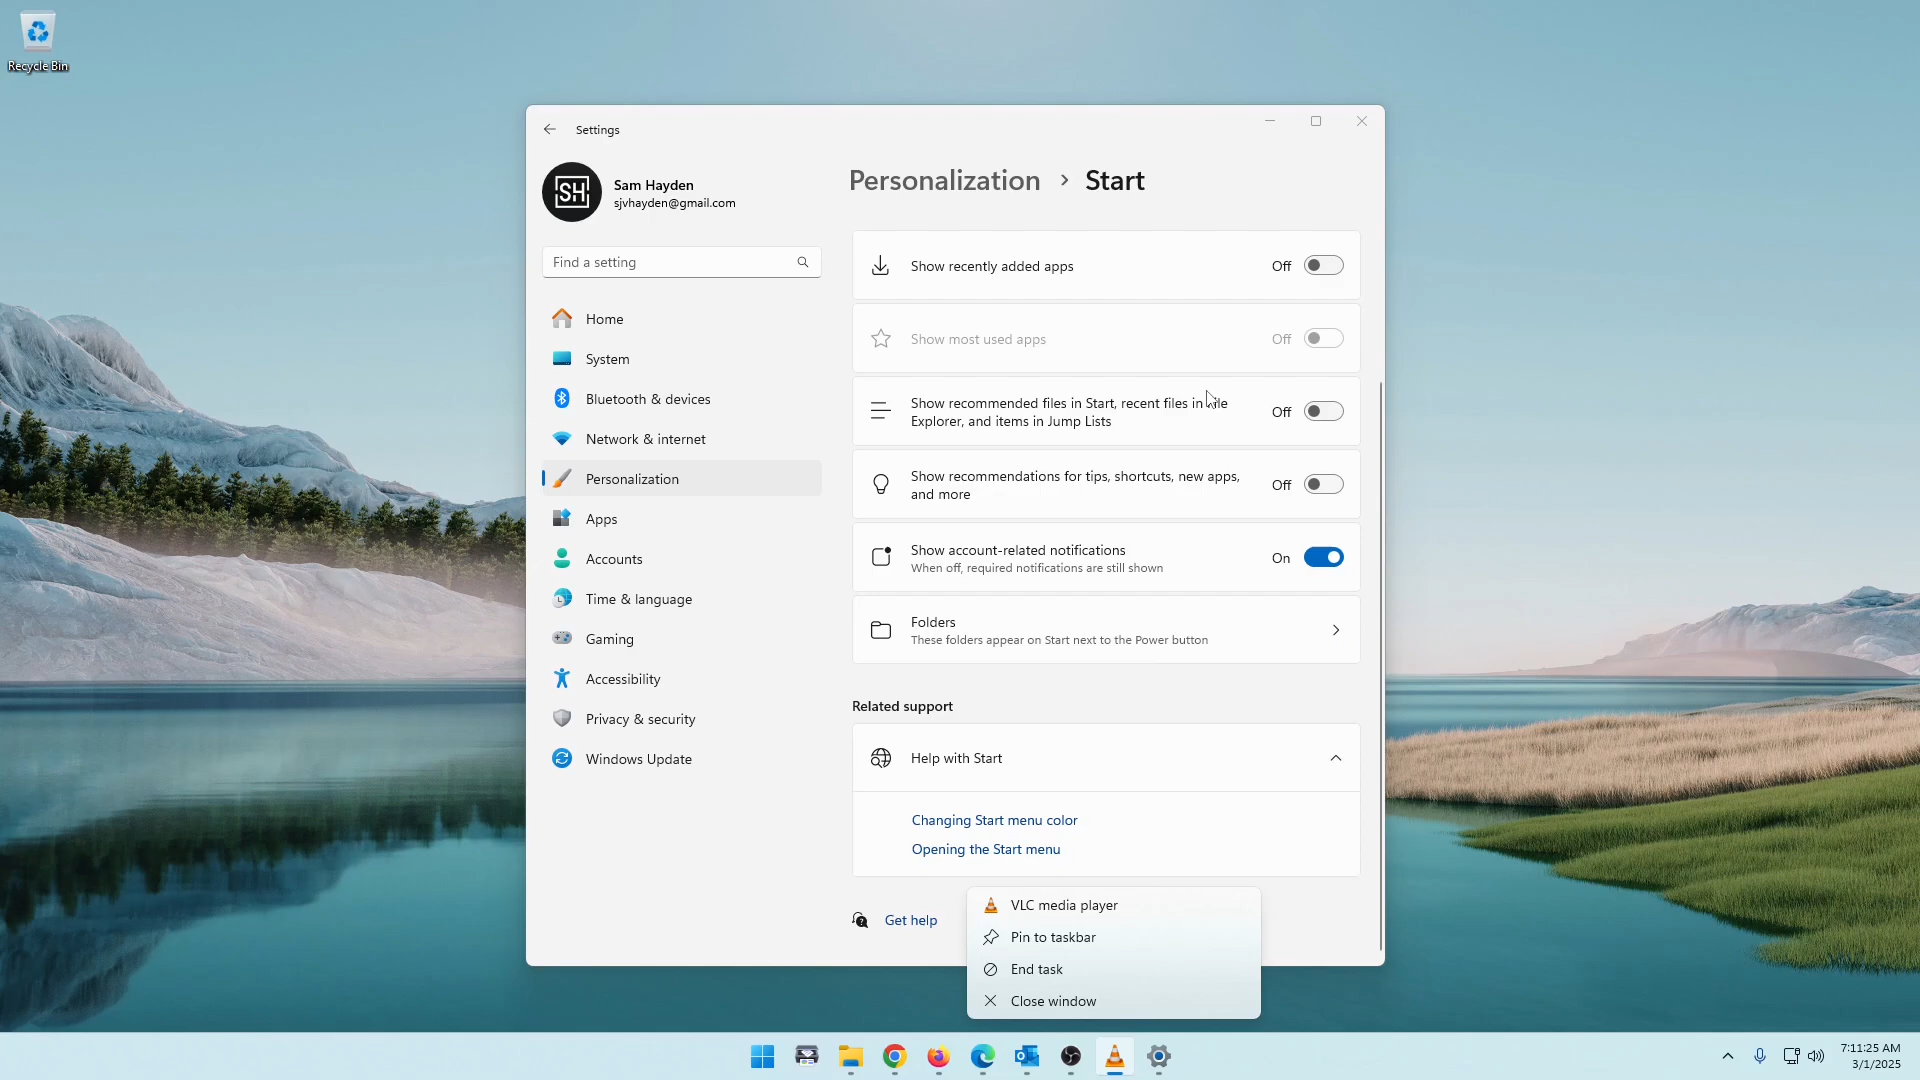 Recycle Bin
Settings
SH
Sam Hayden
sjvhayden@gmail.com
Find a setting
Home
System
Bluetooth & devices
Network & internet
Personalization
Apps
Accounts
Time & language
Gaming
Accessibility
Privacy & security
Windows Update
Personalization > Start
Show recently added apps Off
Show most used apps Off
Show recommended files in Start, recent files in File
Explorer, and items in Jump Lists
Off
Show recommendations for tips, shortcuts, new apps,
and more
Off
Show account-related notifications
When off, required notifications are still shown
On
Folders
These folders appear on Start next to the Power button
Related support
Help with Start
Changing Start menu color
Opening the Start menu
Get help
VLC media player
Pin to taskbar
End task
Close window
7:11:25 AM
3/1/2025